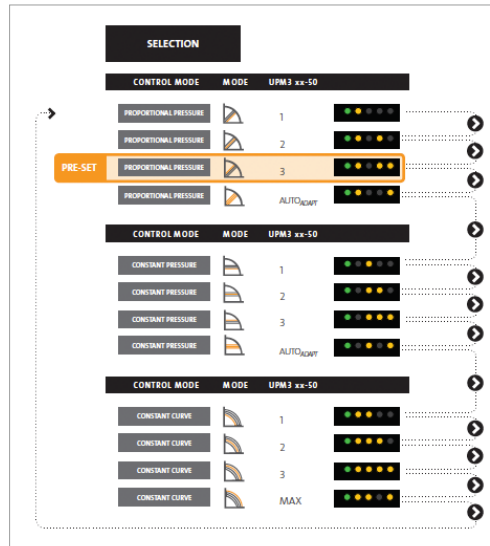 SELECTION
CONTROL MODE MODE UPM3 xx-50
PROPORTIONAL PRESSURE 1
PROPORTIONAL PRESSURE 2
PRE-SET PROPORTIONAL PRESSURE 3
PROPORTIONAL PRESSURE AUTOADAPT
CONTROL MODE MODE UPM3 xx-50
CONSTANT PRESSURE 1
CONSTANT PRESSURE 2
CONSTANT PRESSURE 3
CONSTANT PRESSURE AUTOADAPT
CONTROL MODE MODE UPM3 xx-50
CONSTANT CURVE 1
CONSTANT CURVE 2
CONSTANT CURVE 3
CONSTANT CURVE MAX